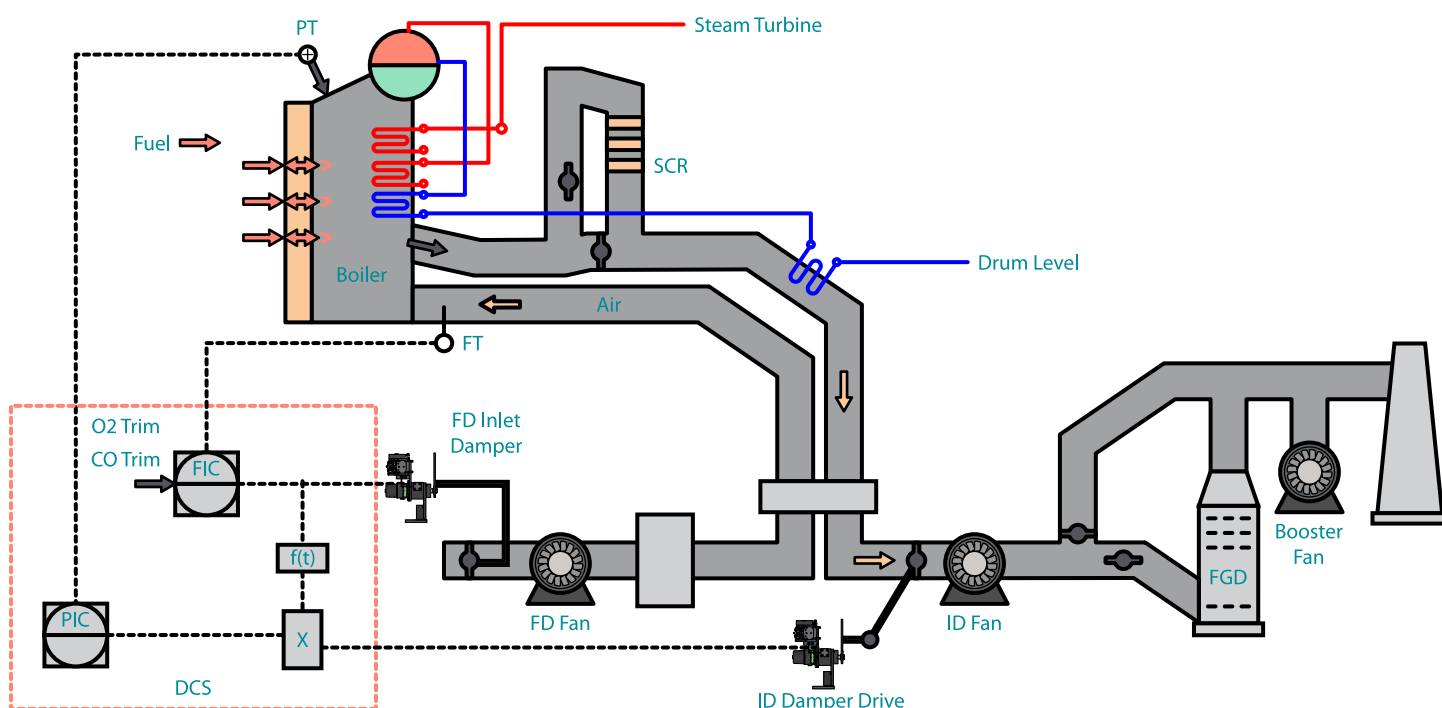 PT
Steam Turbine
Fuel
SCR
Boiler
Drum Level
Air
FT
O2 Trim
CO Trim
FIC
FD Inlet
Damper
f(t)
PIC
X
DCS
FD Fan
ID Damper Drive
ID Fan
FGD
Booster
Fan